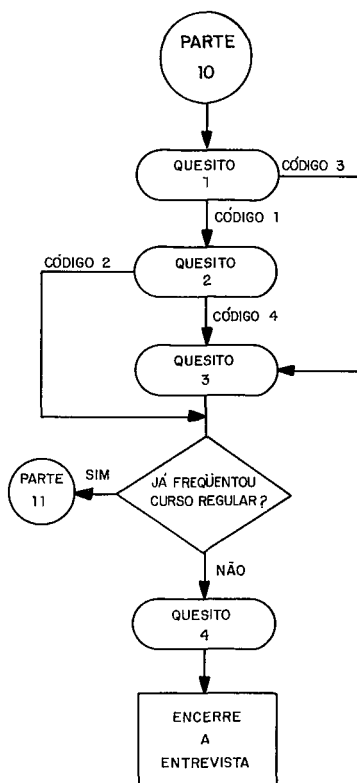 PARTE
10
QUESITO
1
CÓDIGO 3
CÓDIGO 1
CÓDIGO 2
QUESITO
2
CÓDIGO 4
QUESITO
3
PARTE
11
SIM
JÁ FREQÜENTOU
CURSO REGULAR?
NÃO
QUESITO
4
ENCERRE
A
ENTREVISTA